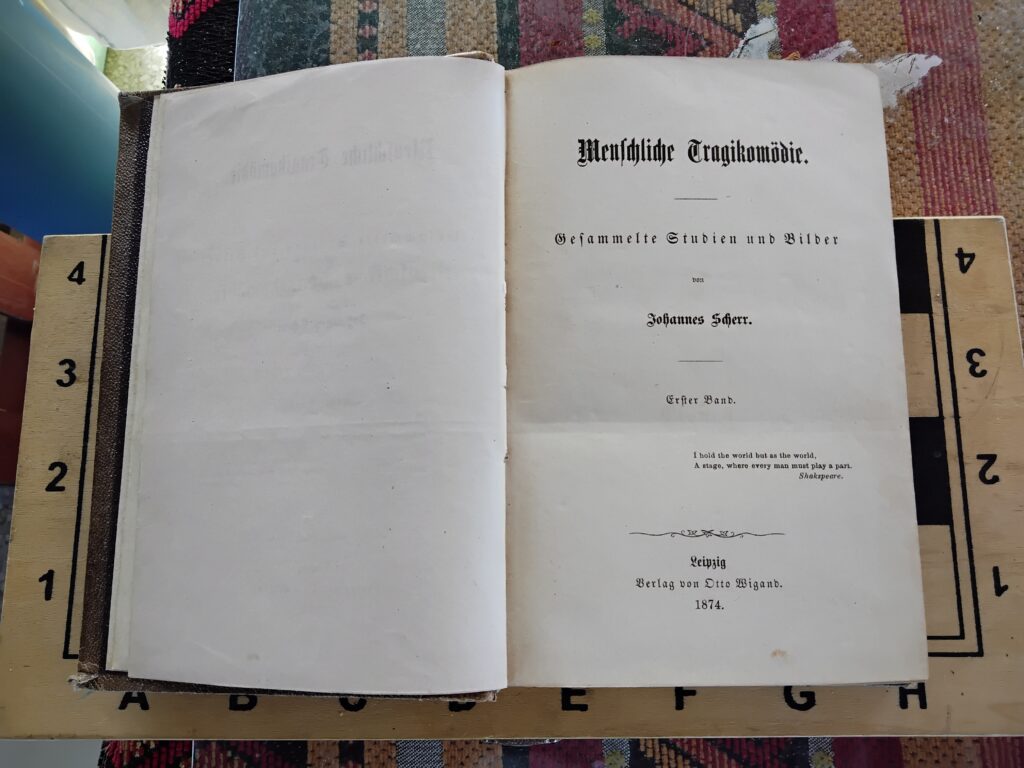 Menschliche Tragikomödie.
Gesammelte Studien und Bilder
von
Johannes Scherr.
Erster Band.
I hold the world but as the world,
A stage, where every man must play a part.
Shakspeare.
Leipzig
Verlag von Otto Wigand.
1874.
4
3
2
1
4
3
2
1
A B C D E F G H